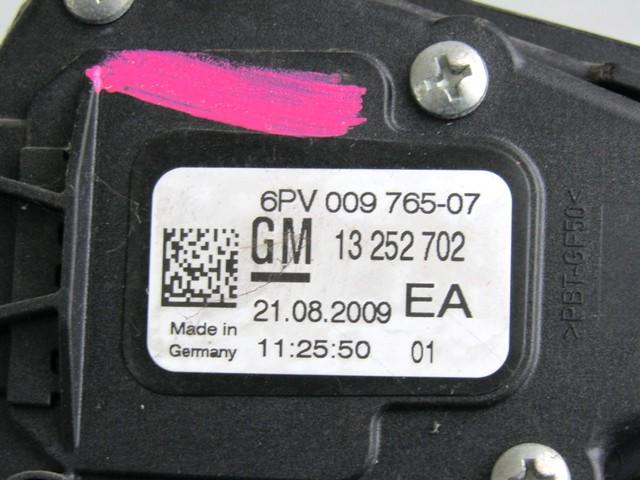 6PV 009 765-07
GM 13 252 702
21.08.2009 EA
Made in
Germany 11:25:50 01
>PBT-GF50<